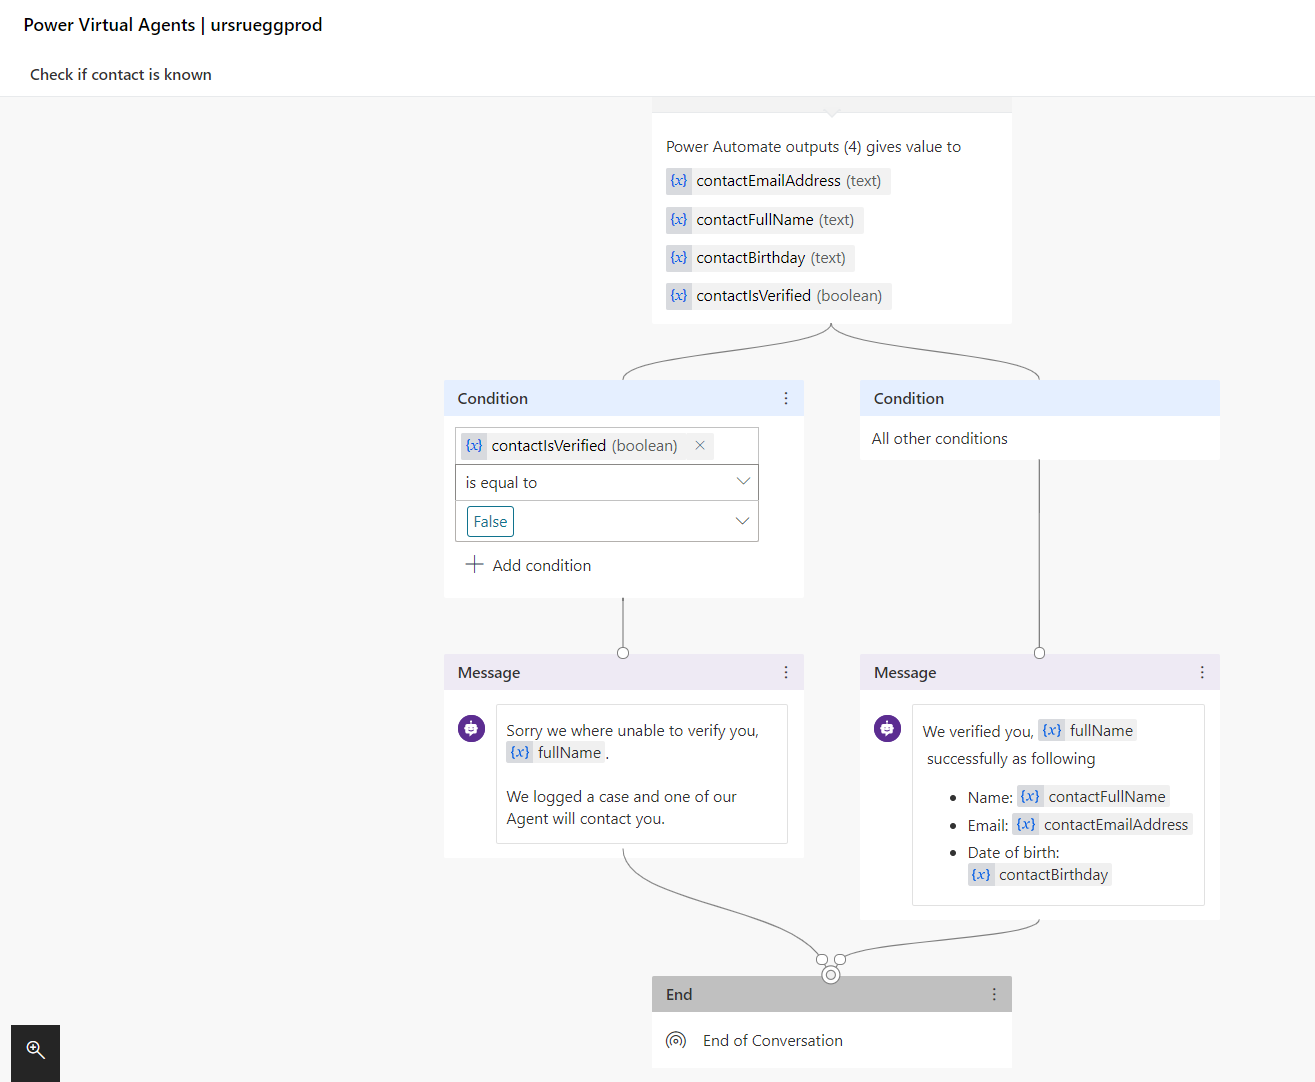 Power Virtual Agents | ursrueggprod
Check if contact is known
Power Automate outputs (4) gives value to
{x} contactEmailAddress (text)
{x} contactFullName (text)
{x} contactBirthday (text)
{x} contactIsVerified (boolean)
Condition
{x} contactIsVerified (boolean)
is equal to
False
Add condition
Condition
All other conditions
Message
Sorry we where unable to verify you,
{x} fullName .
We logged a case and one of our
Agent will contact you.
Message
We verified you, {x} fullName
successfully as following
• Name: {x} contactFullName
• Email: {x} contactEmailAddress
• Date of birth:
{x} contactBirthday
End
End of Conversation